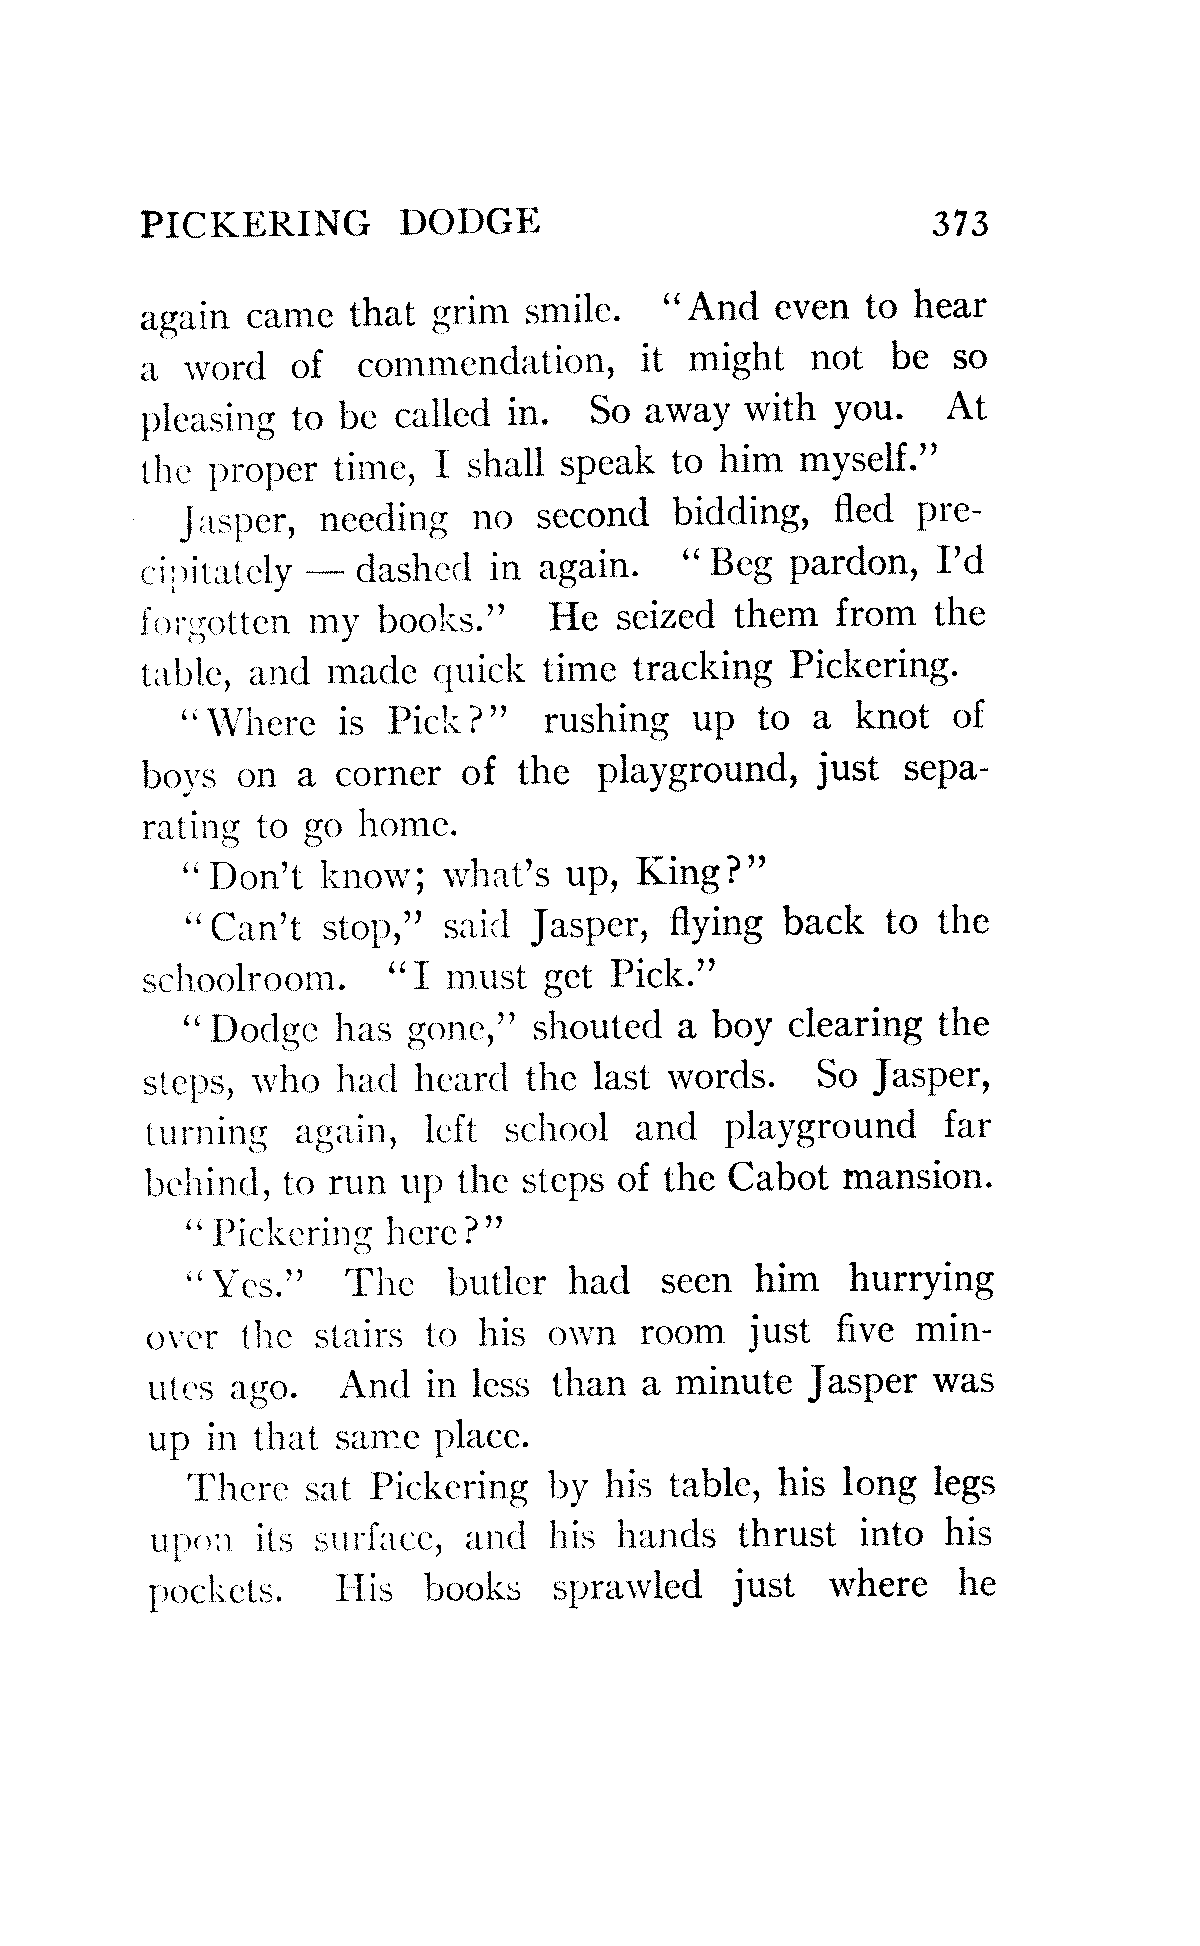 PICKERING DODGE 373
again came that grim smile. "And even to hear
a word of commendation, it might not be so
pleasing to be called in. So away with you. At
the proper time, I shall speak to him myself."
Jasper, needing no second bidding, fled pre-
cipitately — dashed in again. "Beg pardon, I'd
forgotten my books." He seized them from the
table, and made quick time tracking Pickering.
"Where is Pick?" rushing up to a knot of
boys on a corner of the playground, just sepa-
rating to go home.
"Don't know; what's up, King?"
"Can't stop," said Jasper, flying back to the
schoolroom. "I must get Pick."
"Dodge has gone," shouted a boy clearing the
steps, who had heard the last words. So Jasper,
turning again, left school and playground far
behind, to run up the steps of the Cabot mansion.
"Pickering here?"
"Yes." The butler had seen him hurrying
over the stairs to his own room just five min-
utes ago. And in less than a minute Jasper was
up in that same place.
There sat Pickering by his table, his long legs
upon its surface, and his hands thrust into his
pockets. His books sprawled just where he